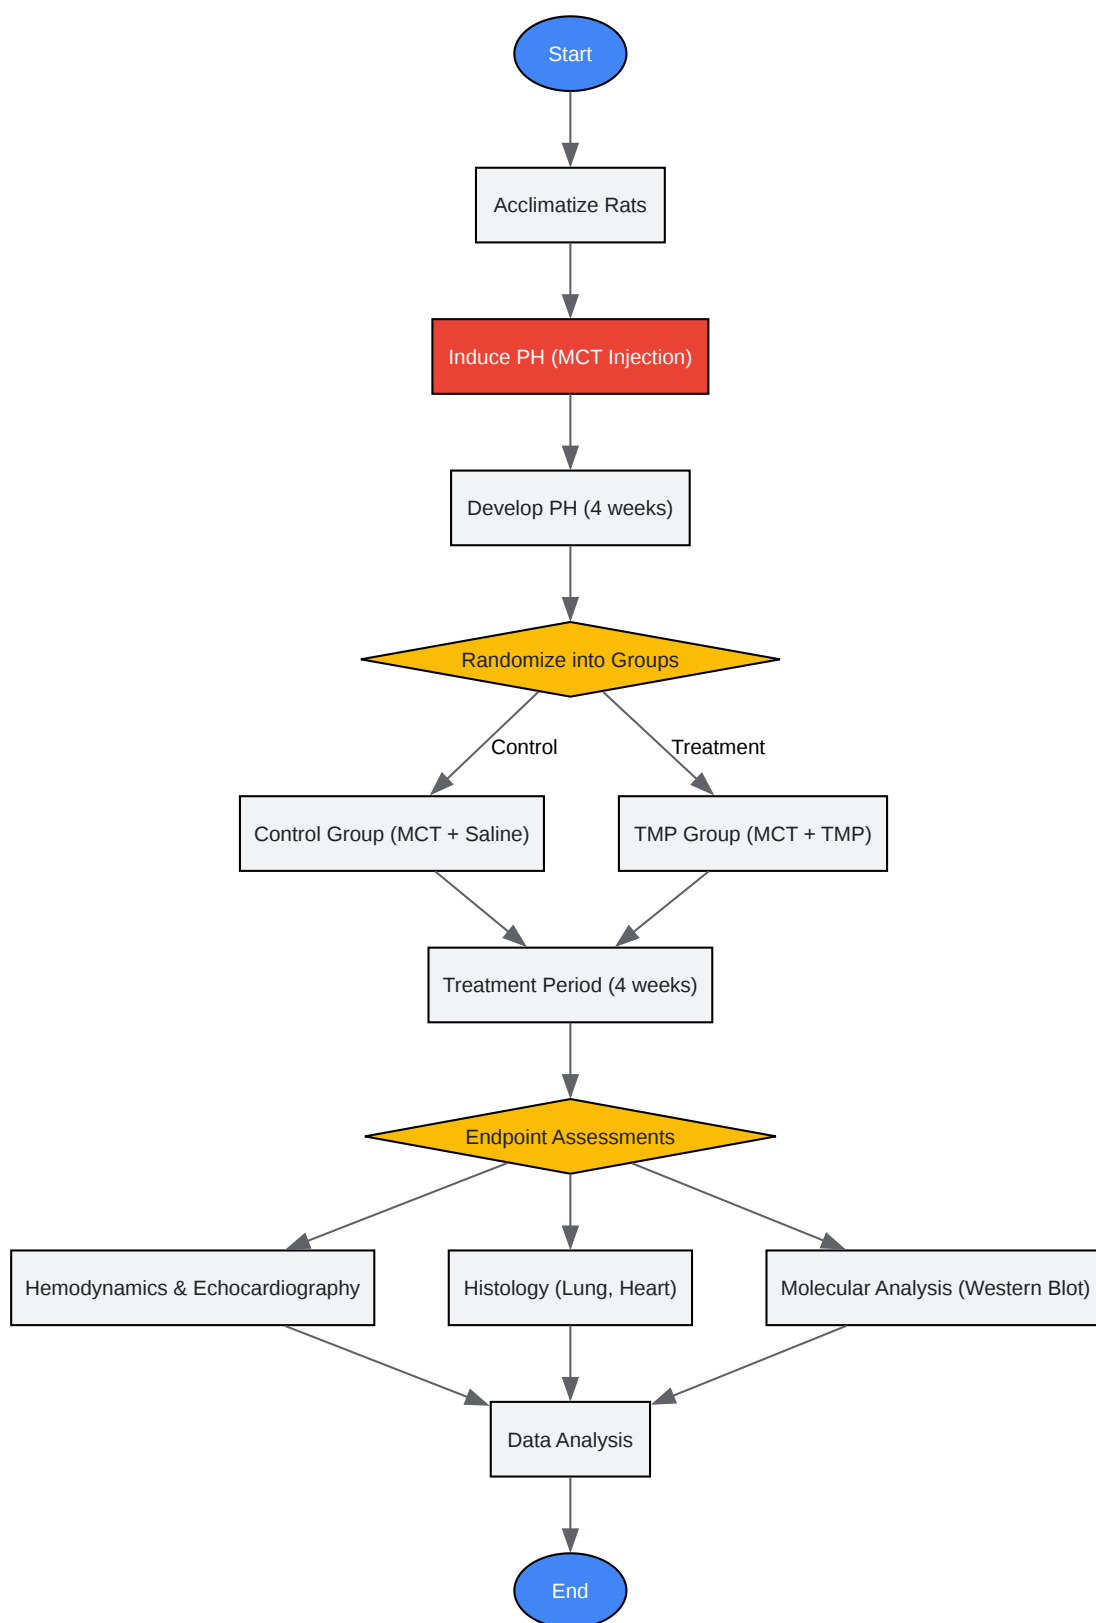 Start
Acclimatize Rats
Induce PH (MCT Injection)
Develop PH (4 weeks)
Randomize into Groups
Control
Treatment
Control Group (MCT + Saline)
TMP Group (MCT + TMP)
Treatment Period (4 weeks)
Endpoint Assessments
Hemodynamics & Echocardiography
Histology (Lung, Heart)
Molecular Analysis (Western Blot)
Data Analysis
End